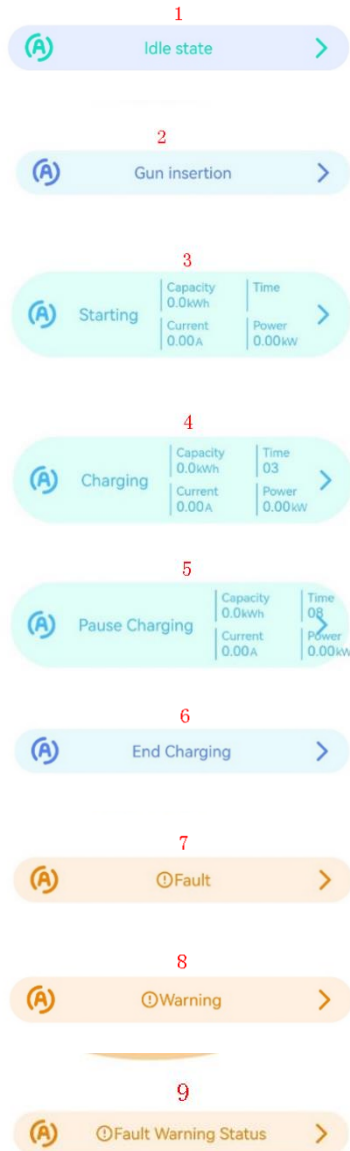 1
A Idle state
2
A Gun insertion
3
Capacity Time
0.0kWh
A Starting
Current Power
0.00A 0.00kW
4
Capacity Time
0.0kWh 03
A Charging
Current Power
0.00A 0.00kW
5
Capacity Time
0.0kWh 08
A Pause Charging
Current Power
0.00A 0.00kW
6
A End Charging
7
A Fault
8
A Warning
9
A Fault Warning Status